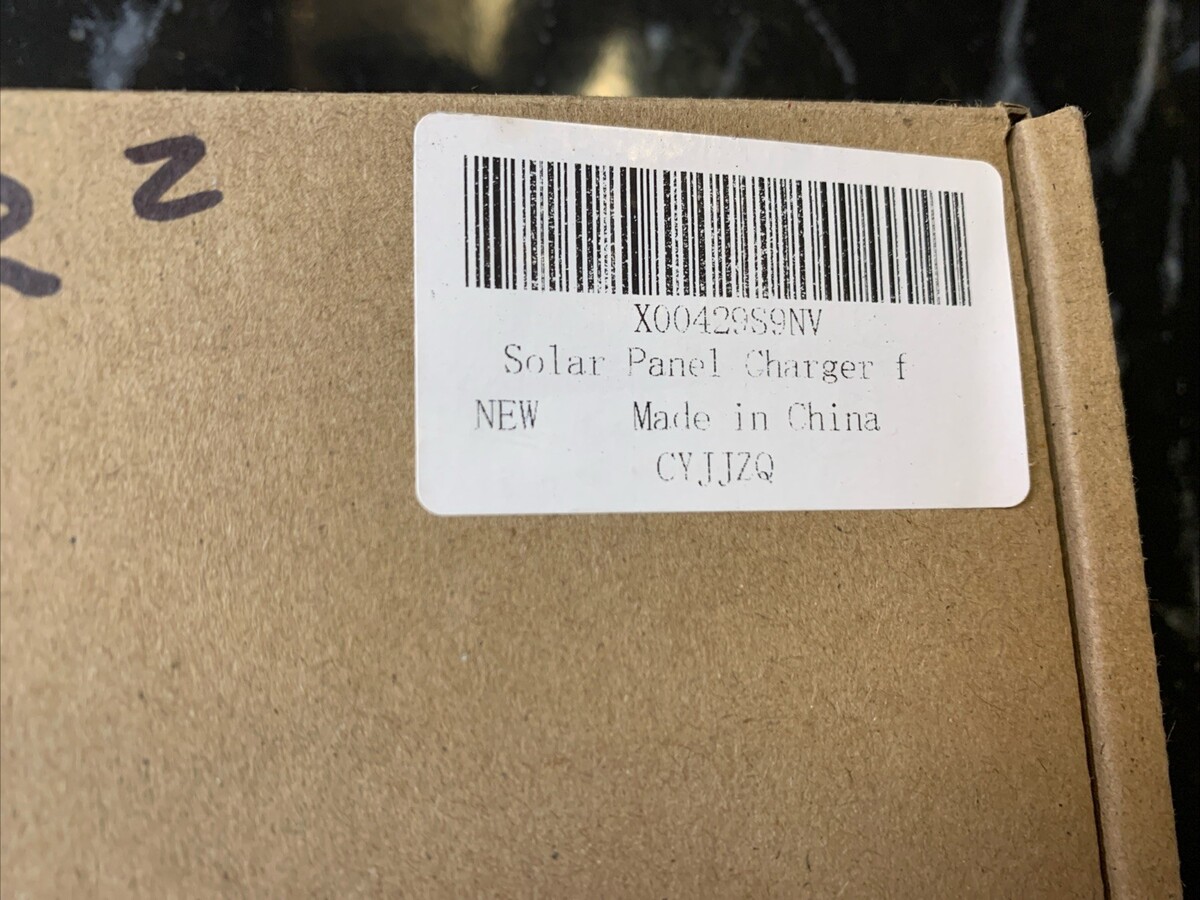 X00429S9NV
Solar Panel Charger f
NEW Made in China
CYJJZQ